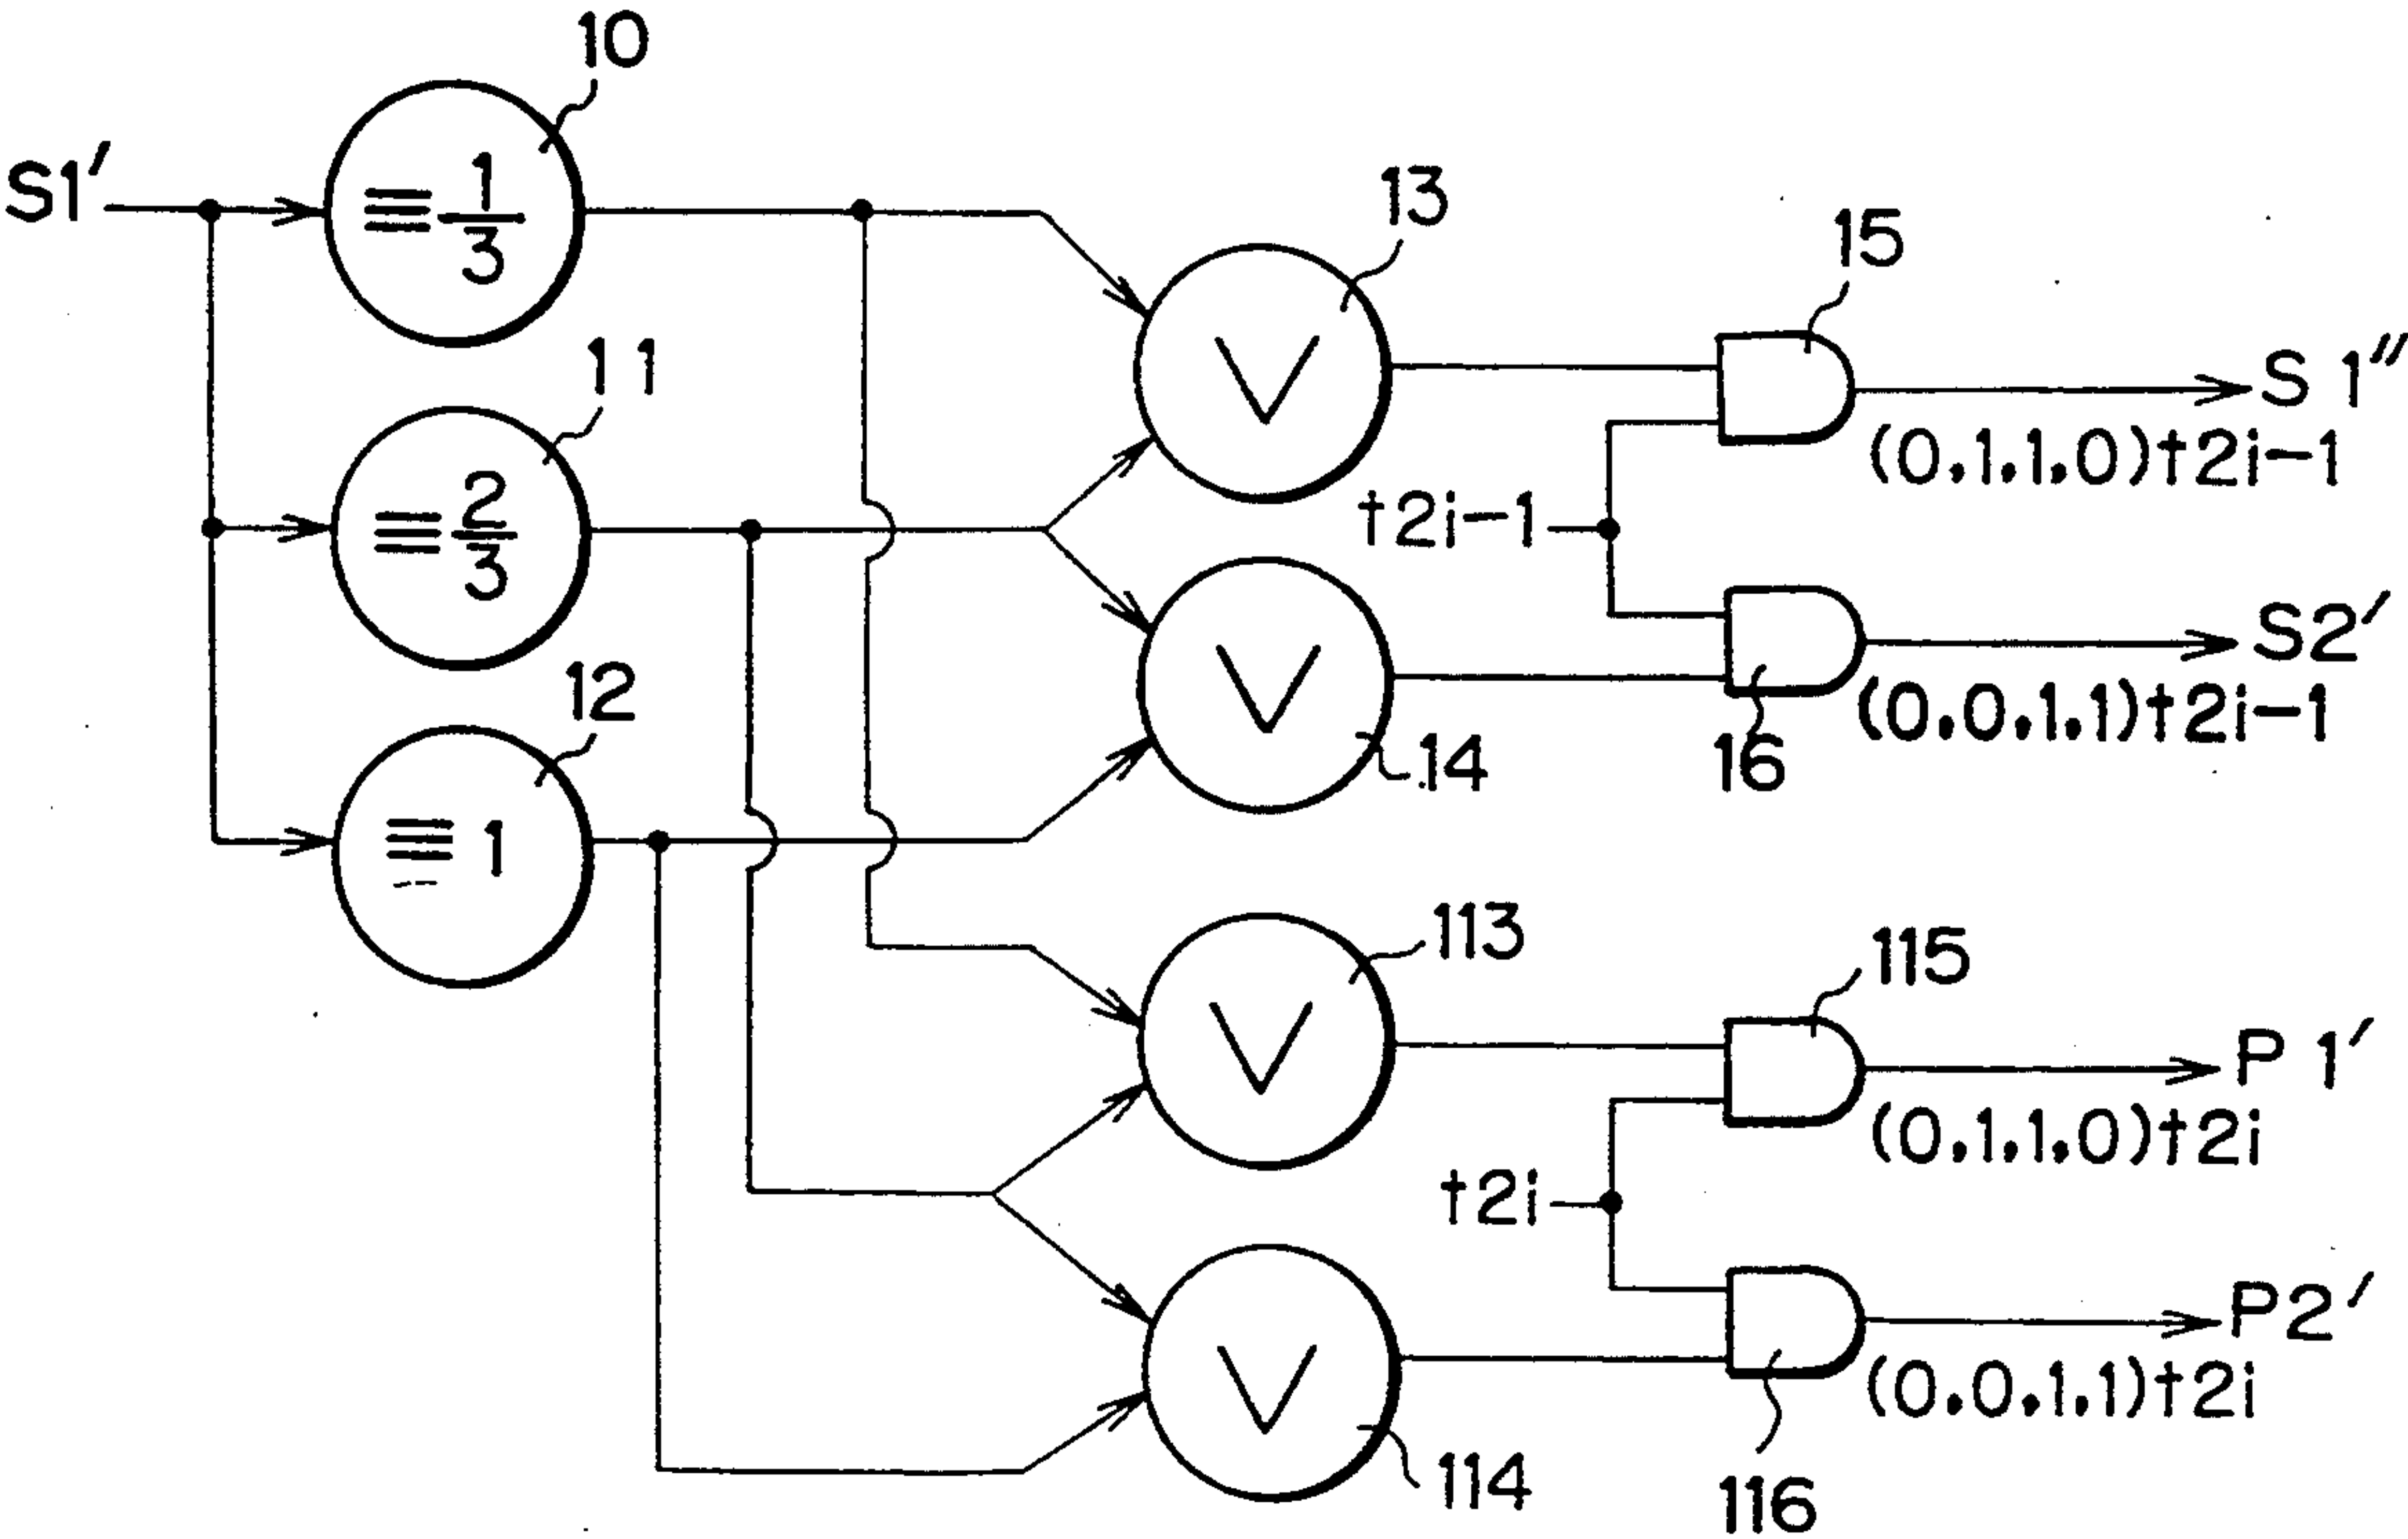 10
S1′
≡ 1/3
13
15
11
S 1″
(0,1,1,0)t2i-1
≡ 2/3
V
t2i-1
12
S2′
(0,0,1,1)t2i-1
V
14
16
≡ 1
113
115
V
P 1′
(0,1,1,0)t2i
t2i
P2′
(0,0,1,1)t2i
V
114
116